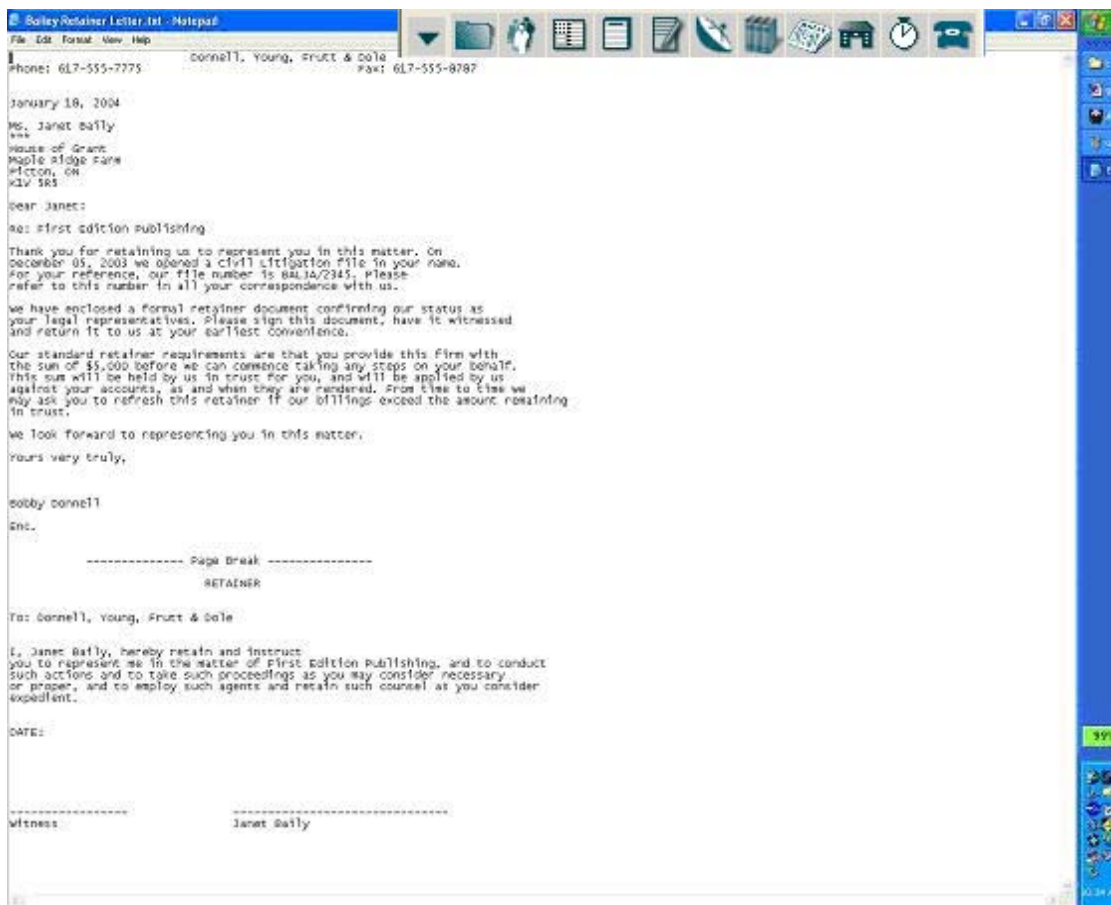 Bailey Retainer Letter.txt - Notepad
File Edit Format View Help
Donnell, Young, Frutt & Dole
Phone: 617-555-7775 Fax: 617-555-8787
January 18, 2004
Ms. Janet Baily
***
House of Grant
Maple Ridge Farm
Picton, ON
K1V 5R5
Dear Janet:
Re: First Edition Publishing
Thank you for retaining us to represent you in this matter. On
December 05, 2003 we opened a Civil Litigation file in your name.
For your reference, our file number is BALJA/2345. Please
refer to this number in all your correspondence with us.
We have enclosed a formal retainer document confirming our status as
your legal representatives. Please sign this document, have it witnessed
and return it to us at your earliest convenience.
Our standard retainer requirements are that you provide this firm with
the sum of $5,000 before we can commence taking any steps on your behalf.
This sum will be held by us in trust for you, and will be applied by us
against your accounts, as and when they are rendered. From time to time we
may ask you to refresh this retainer if our billings exceed the amount remaining
in trust.
We look forward to representing you in this matter.
Yours very truly,
Bobby Donnell
Enc.
-------------- Page Break ---------------
RETAINER
To: Donnell, Young, Frutt & Dole
I, Janet Baily, hereby retain and instruct
you to represent me in the matter of First Edition Publishing, and to conduct
such actions and to take such proceedings as you may consider necessary
or proper, and to employ such agents and retain such counsel as you consider
expedient.
DATE:
Witness Janet Baily